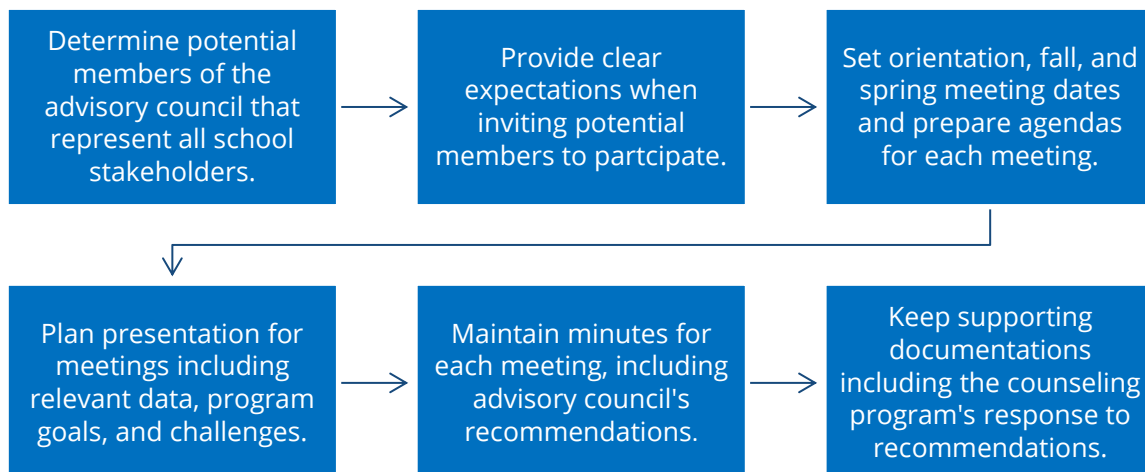 Determine potential
members of the
advisory council that
represent all school
stakeholders.
Provide clear
expectations when
inviting potential
members to partcipate.
Set orientation, fall, and
spring meeting dates
and prepare agendas
for each meeting.
Plan presentation for
meetings including
relevant data, program
goals, and challenges.
Maintain minutes for
each meeting, including
advisory council's
recommendations.
Keep supporting
documentations
including the counseling
program's response to
recommendations.